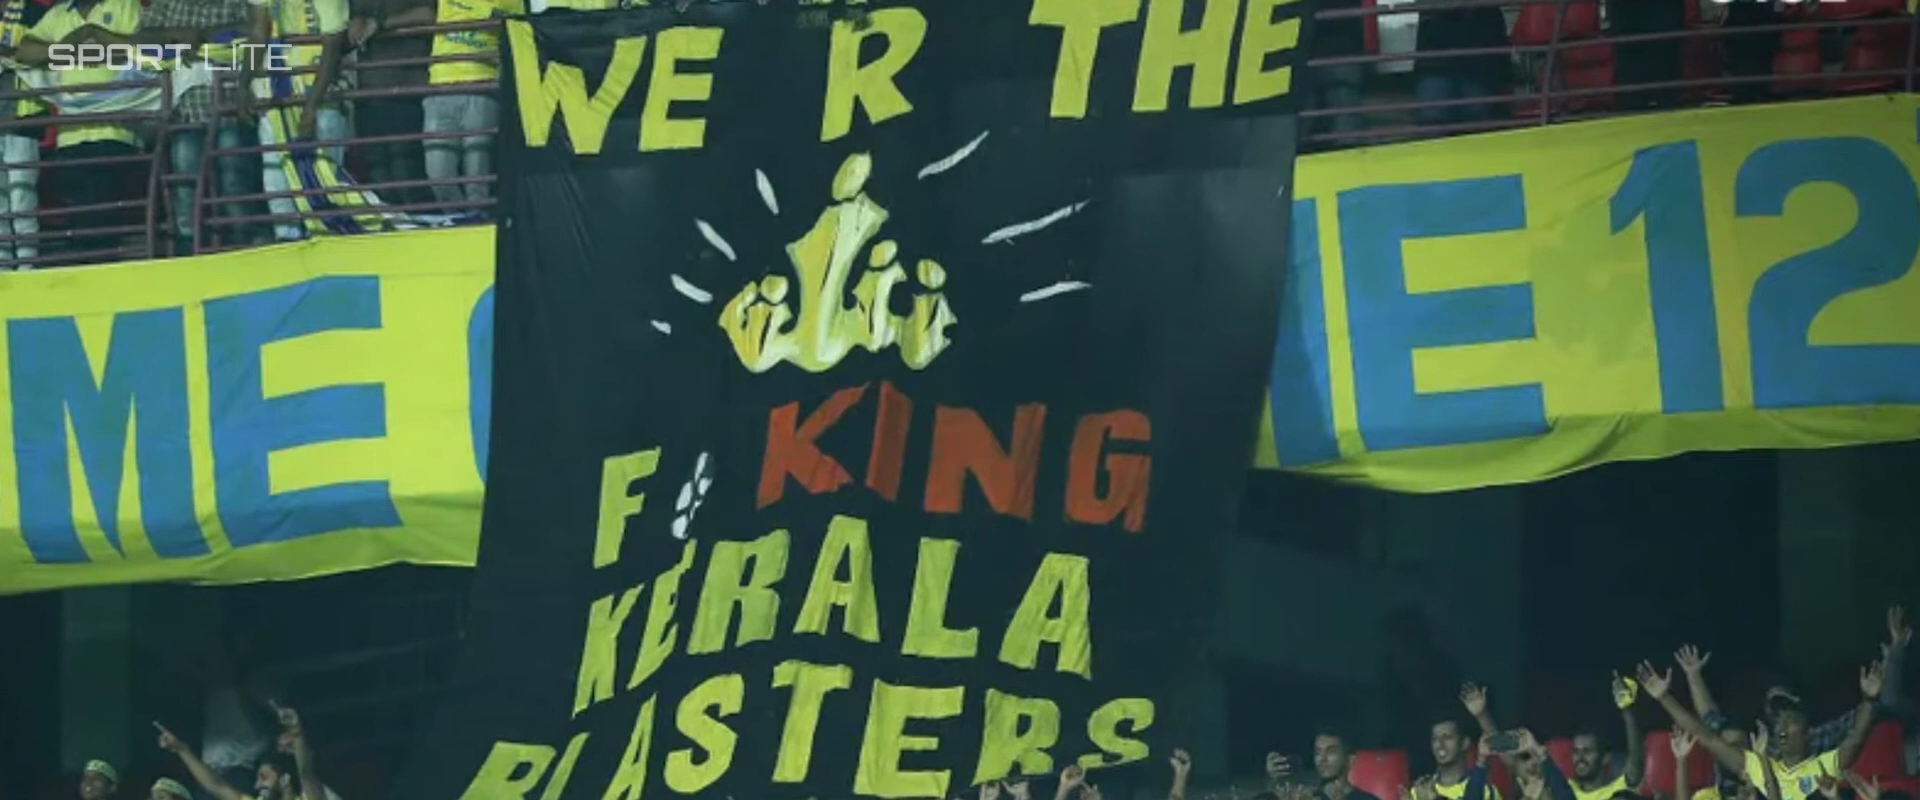 SPORT LITE
WE R THE
KING
F
KERALA
BLASTERS
ME
E 12